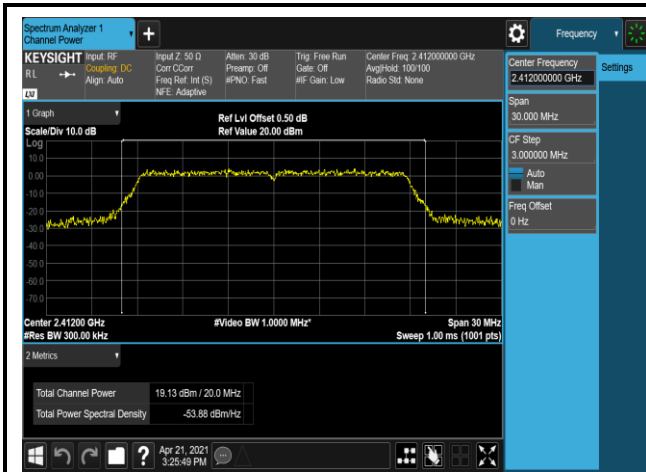 Spectrum Analyzer 1
Channel Power
+
Frequency
KEYSIGHT
RL
LXI
Input: RF
Coupling: DC
Align: Auto
Input Z: 50 Ω
Corr CCorr
Freq Ref: Int (S)
NFE: Adaptive
Atten: 30 dB
Preamp: Off
#PNO: Fast
Trig: Free Run
Gate: Off
#IF Gain: Low
Center Freq: 2.412000000 GHz
Avg|Hold: 100/100
Radio Std: None
Center Frequency
2.412000000 GHz
Settings
Span
30.000 MHz
CF Step
3.000000 MHz
Auto
Man
Freq Offset
0 Hz
1 Graph
Scale/Div 10.0 dB
Ref Lvl Offset 0.50 dB
Ref Value 20.00 dBm
Log
10.0
0.00
-10.0
-20.0
-30.0
-40.0
-50.0
-60.0
-70.0
Center 2.41200 GHz
#Res BW 300.00 kHz
#Video BW 1.0000 MHz*
Span 30 MHz
Sweep 1.00 ms (1001 pts)
2 Metrics
Total Channel Power 19.13 dBm / 20.0 MHz
Total Power Spectral Density -53.88 dBm/Hz
?
Apr 21, 2021
3:25:49 PM